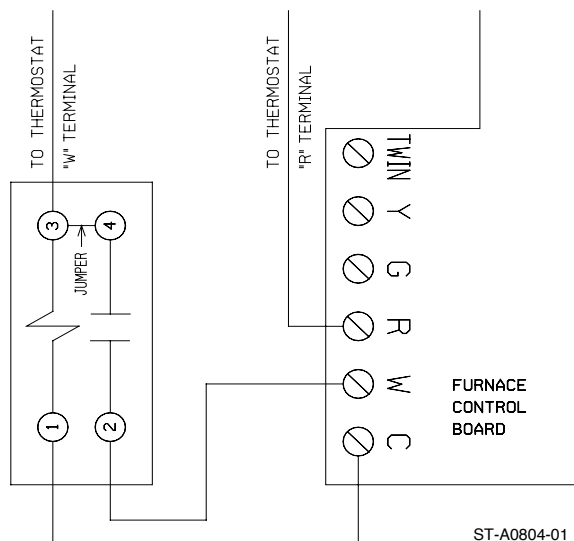 TO THERMOSTAT
"W" TERMINAL
TO THERMOSTAT
"R" TERMINAL
TWIN
Y
G
R
W
C
3
4
JUMPER
1
2
FURNACE
CONTROL
BOARD
ST-A0804-01